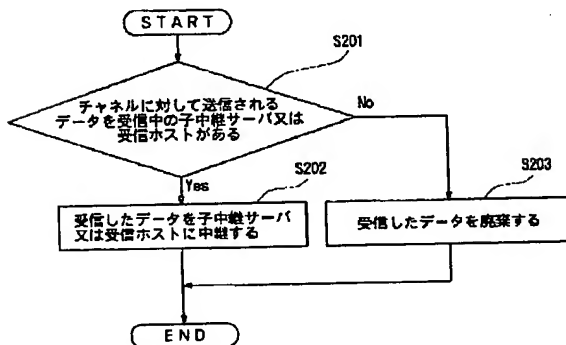 START
S201
チャネルに対して送信される
データを受信中の子中継サーバ又は
受信ホストがある
No
Yes
S202
受信したデータを子中継サーバ
又は受信ホストに中継する
S203
受信したデータを廃棄する
END